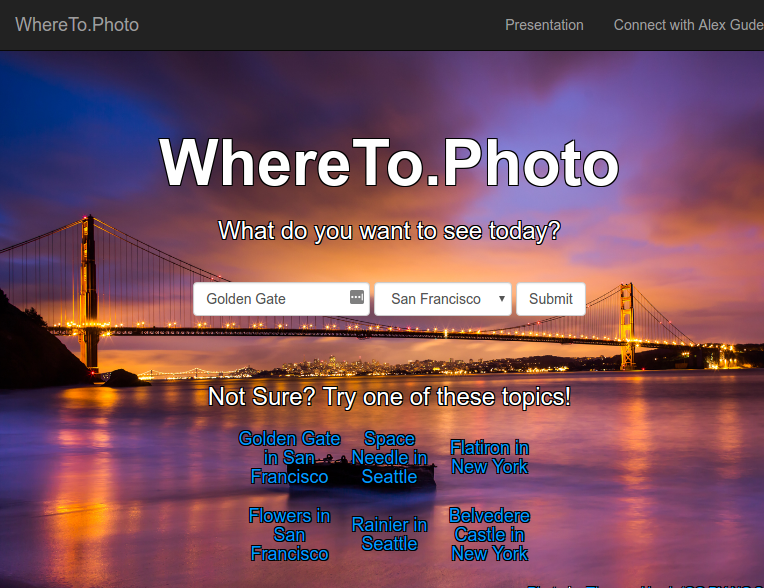 WhereTo.Photo
Presentation
Connect with Alex Gude
WhereTo.Photo
What do you want to see today?
Golden Gate
San Francisco
Submit
Not Sure? Try one of these topics!
Golden Gate
in San
Francisco
Space
Needle in
Seattle
Flatiron in
New York
Flowers in
San
Francisco
Rainier in
Seattle
Belvedere
Castle in
New York